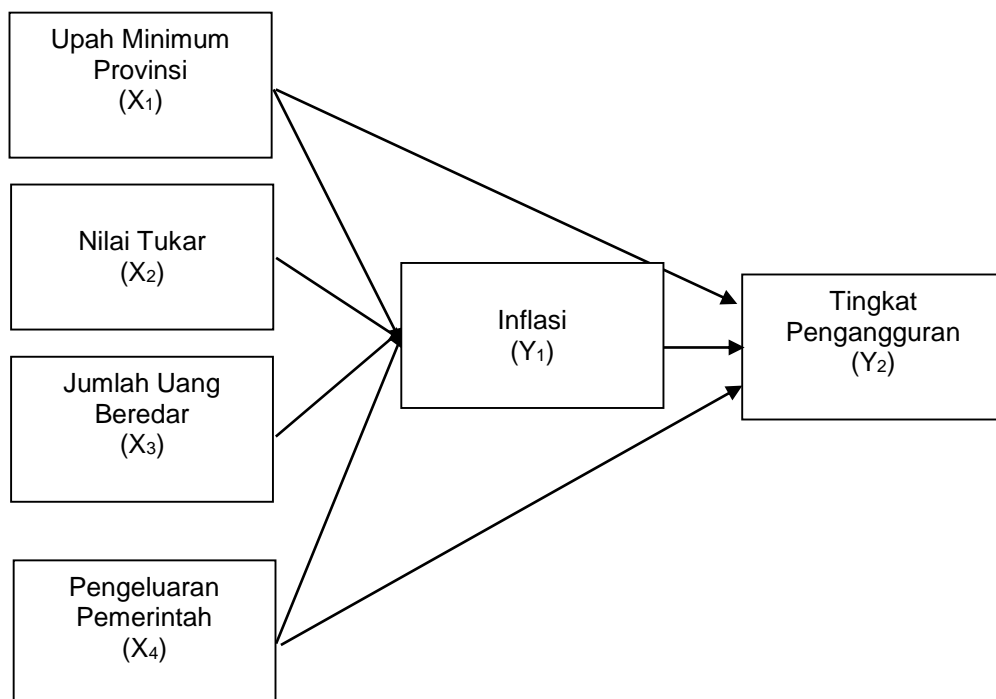 Upah Minimum
Provinsi
(X₁)
Nilai Tukar
(X₂)
Jumlah Uang
Beredar
(X₃)
Pengeluaran
Pemerintah
(X₄)
Inflasi
(Y₁)
Tingkat
Pengangguran
(Y₂)